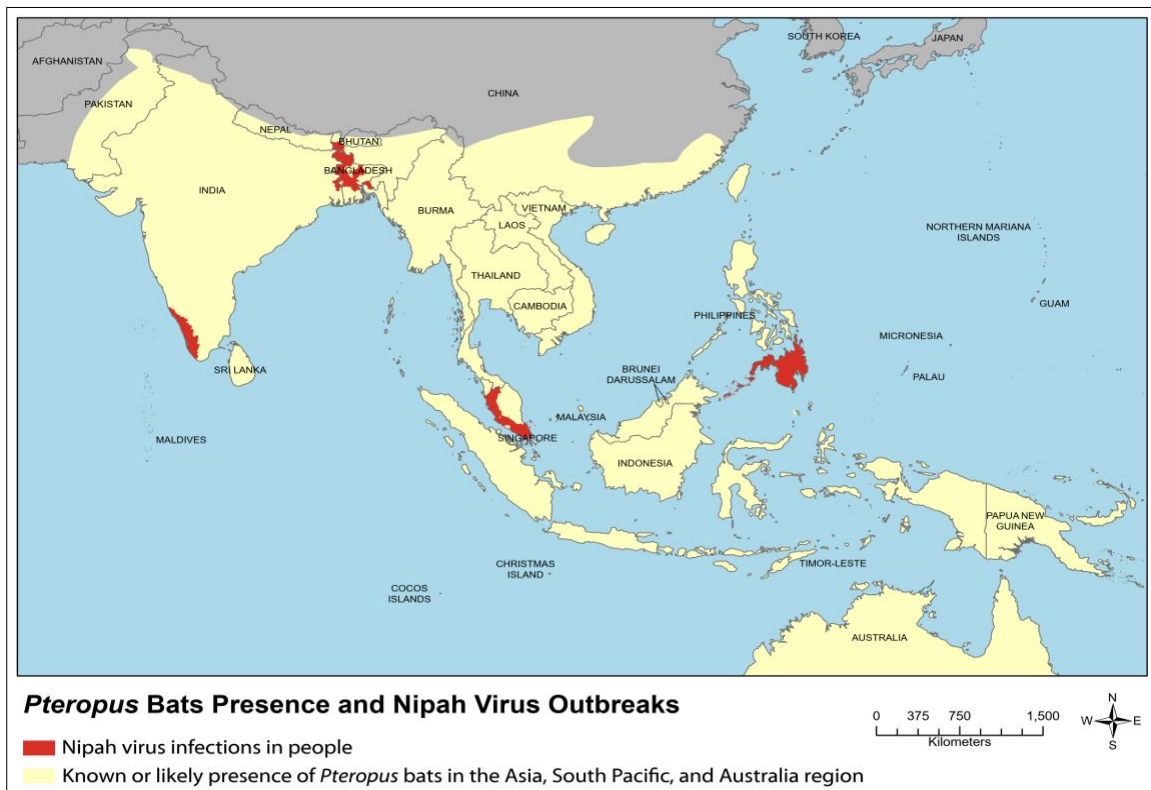 SOUTH KOREA
JAPAN
AFGHANISTAN
CHINA
PAKISTAN
NEPAL
BHUTAN
BANGLADESH
INDIA
BURMA
VIETNAM
LAOS
NORTHERN MARIANA
ISLANDS
THAILAND
GUAM
CAMBODIA
PHILIPPINES
MICRONESIA
SRI LANKA
BRUNEI
DARUSSALAM
PALAU
MALDIVES
MALAYSIA
SINGAPORE
INDONESIA
PAPUA NEW
GUINEA
CHRISTMAS
ISLAND
TIMOR-LESTE
COCOS
ISLANDS
AUSTRALIA
Pteropus Bats Presence and Nipah Virus Outbreaks
Nipah virus infections in people
Known or likely presence of Pteropus bats in the Asia, South Pacific, and Australia region
0 375 750 1,500
Kilometers
N
W E
S